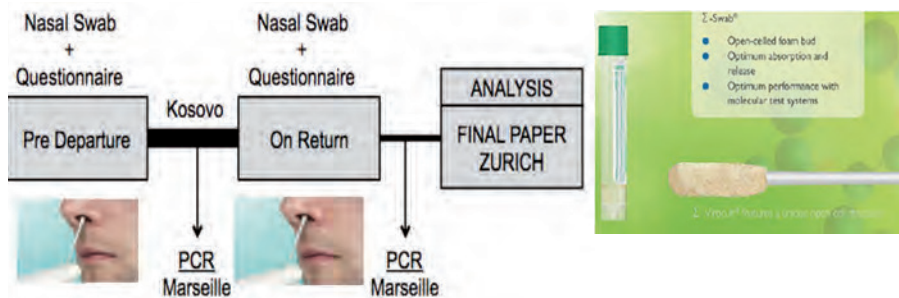 Nasal Swab
+
Questionnaire
Pre Departure
Kosovo
Nasal Swab
+
Questionnaire
On Return
ANALYSIS
FINAL PAPER
ZURICH
PCR
Marseille
PCR
Marseille
Σ-Swab®
● Open-celled foam bud
● Optimum absorption and
release
● Optimum performance with
molecular test systems